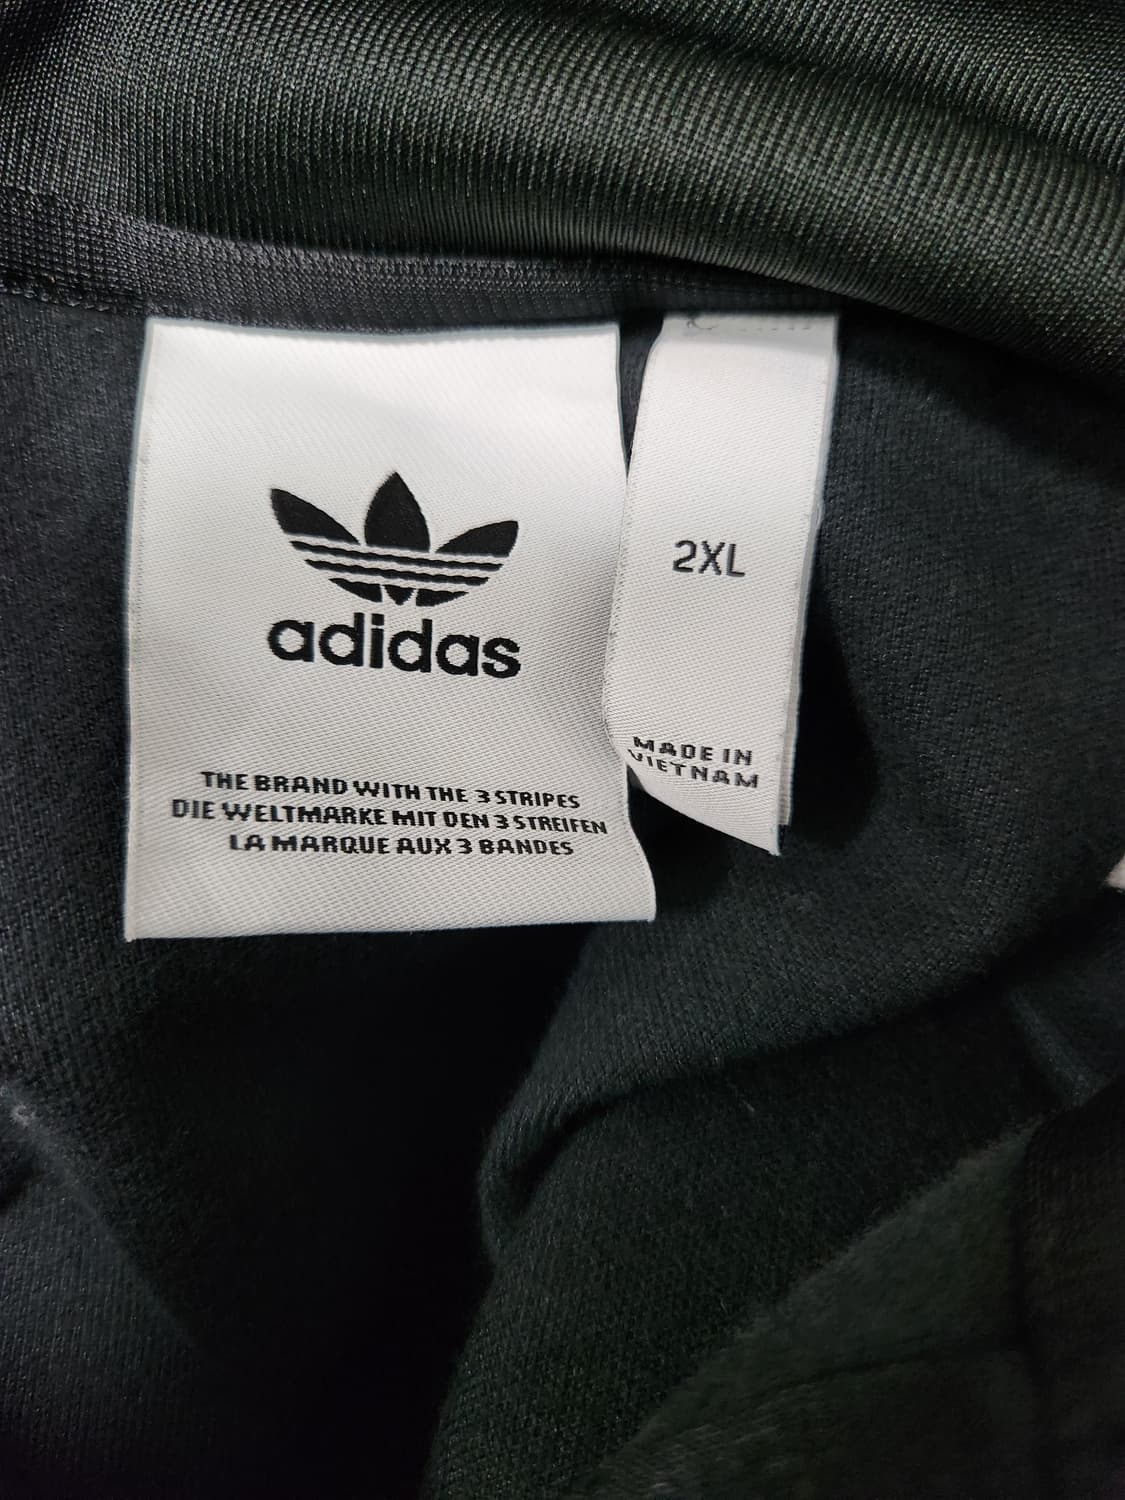 adidas
THE BRAND WITH THE 3 STRIPES
DIE WELTMARKE MIT DEN 3 STREIFEN
LA MARQUE AUX 3 BANDES
2XL
MADE IN
VIETNAM